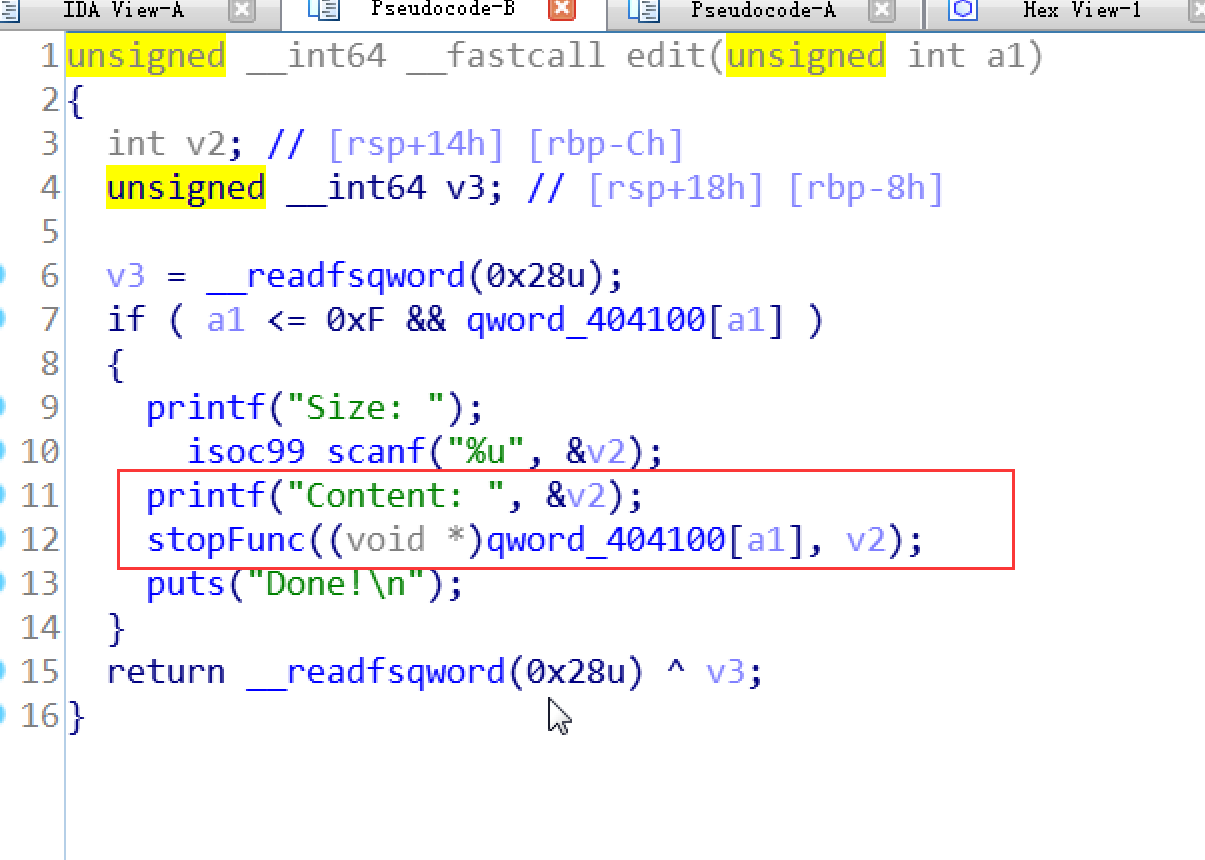 IDA View-A Pseudocode-B Pseudocode-A Hex View-1
1 unsigned __int64 __fastcall edit(unsigned int a1)
2 {
3 int v2; // [rsp+14h] [rbp-Ch]
4 unsigned __int64 v3; // [rsp+18h] [rbp-8h]
5
6 v3 = __readfsqword(0x28u);
7 if ( a1 <= 0xF && qword_404100[a1] )
8 {
9 printf("Size: ");
10 isoc99 scanf("%u", &v2);
11 printf("Content: ", &v2);
12 stopFunc((void *)qword_404100[a1], v2);
13 puts("Done!\n");
14 }
15 return __readfsqword(0x28u) ^ v3;
16 }